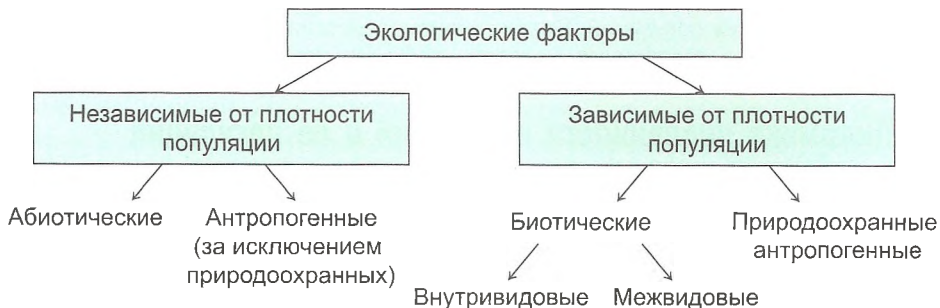 Экологические факторы
Независимые от плотности
популяции
Зависимые от плотности
популяции
Абиотические
Антропогенные
(за исключением
природоохранных)
Биотические
Природоохранные
антропогенные
Внутривидовые
Межвидовые